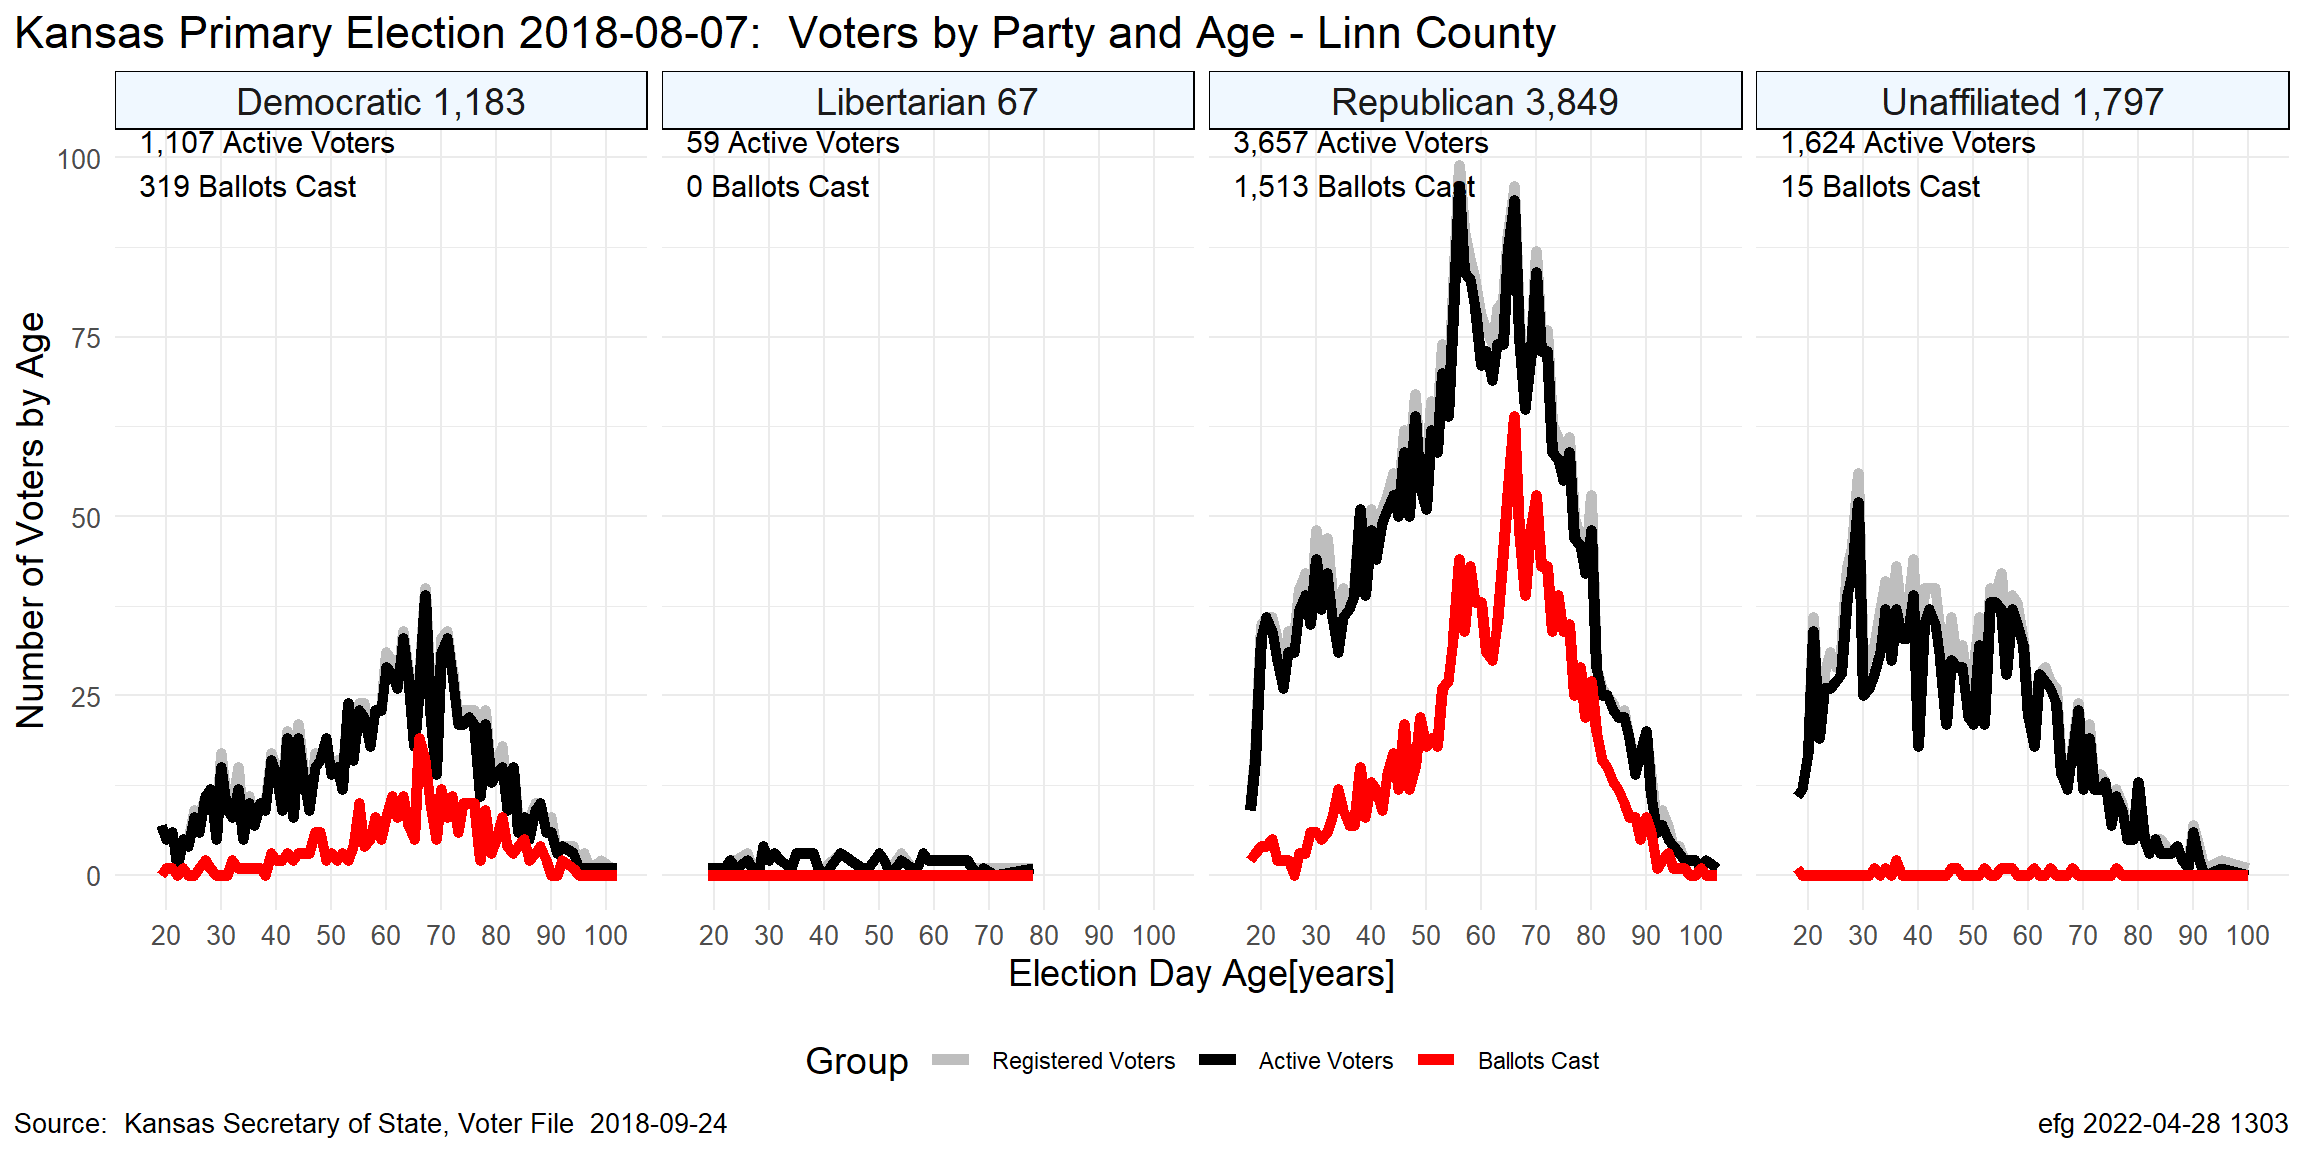 Kansas Primary Election 2018-08-07:  Voters by Party and Age - Linn County
Democratic 1,183
Libertarian 67
Republican 3,849
Unaffiliated 1,797
1,107 Active Voters
319 Ballots Cast
59 Active Voters
0 Ballots Cast
3,657 Active Voters
1,513 Ballots Cast
1,624 Active Voters
15 Ballots Cast
Number of Voters by Age
100
75
50
25
0
20 30 40 50 60 70 80 90 100
20 30 40 50 60 70 80 90 100
20 30 40 50 60 70 80 90 100
20 30 40 50 60 70 80 90 100
Election Day Age[years]
Group Registered Voters Active Voters Ballots Cast
Source:  Kansas Secretary of State, Voter File  2018-09-24
efg 2022-04-28 1303